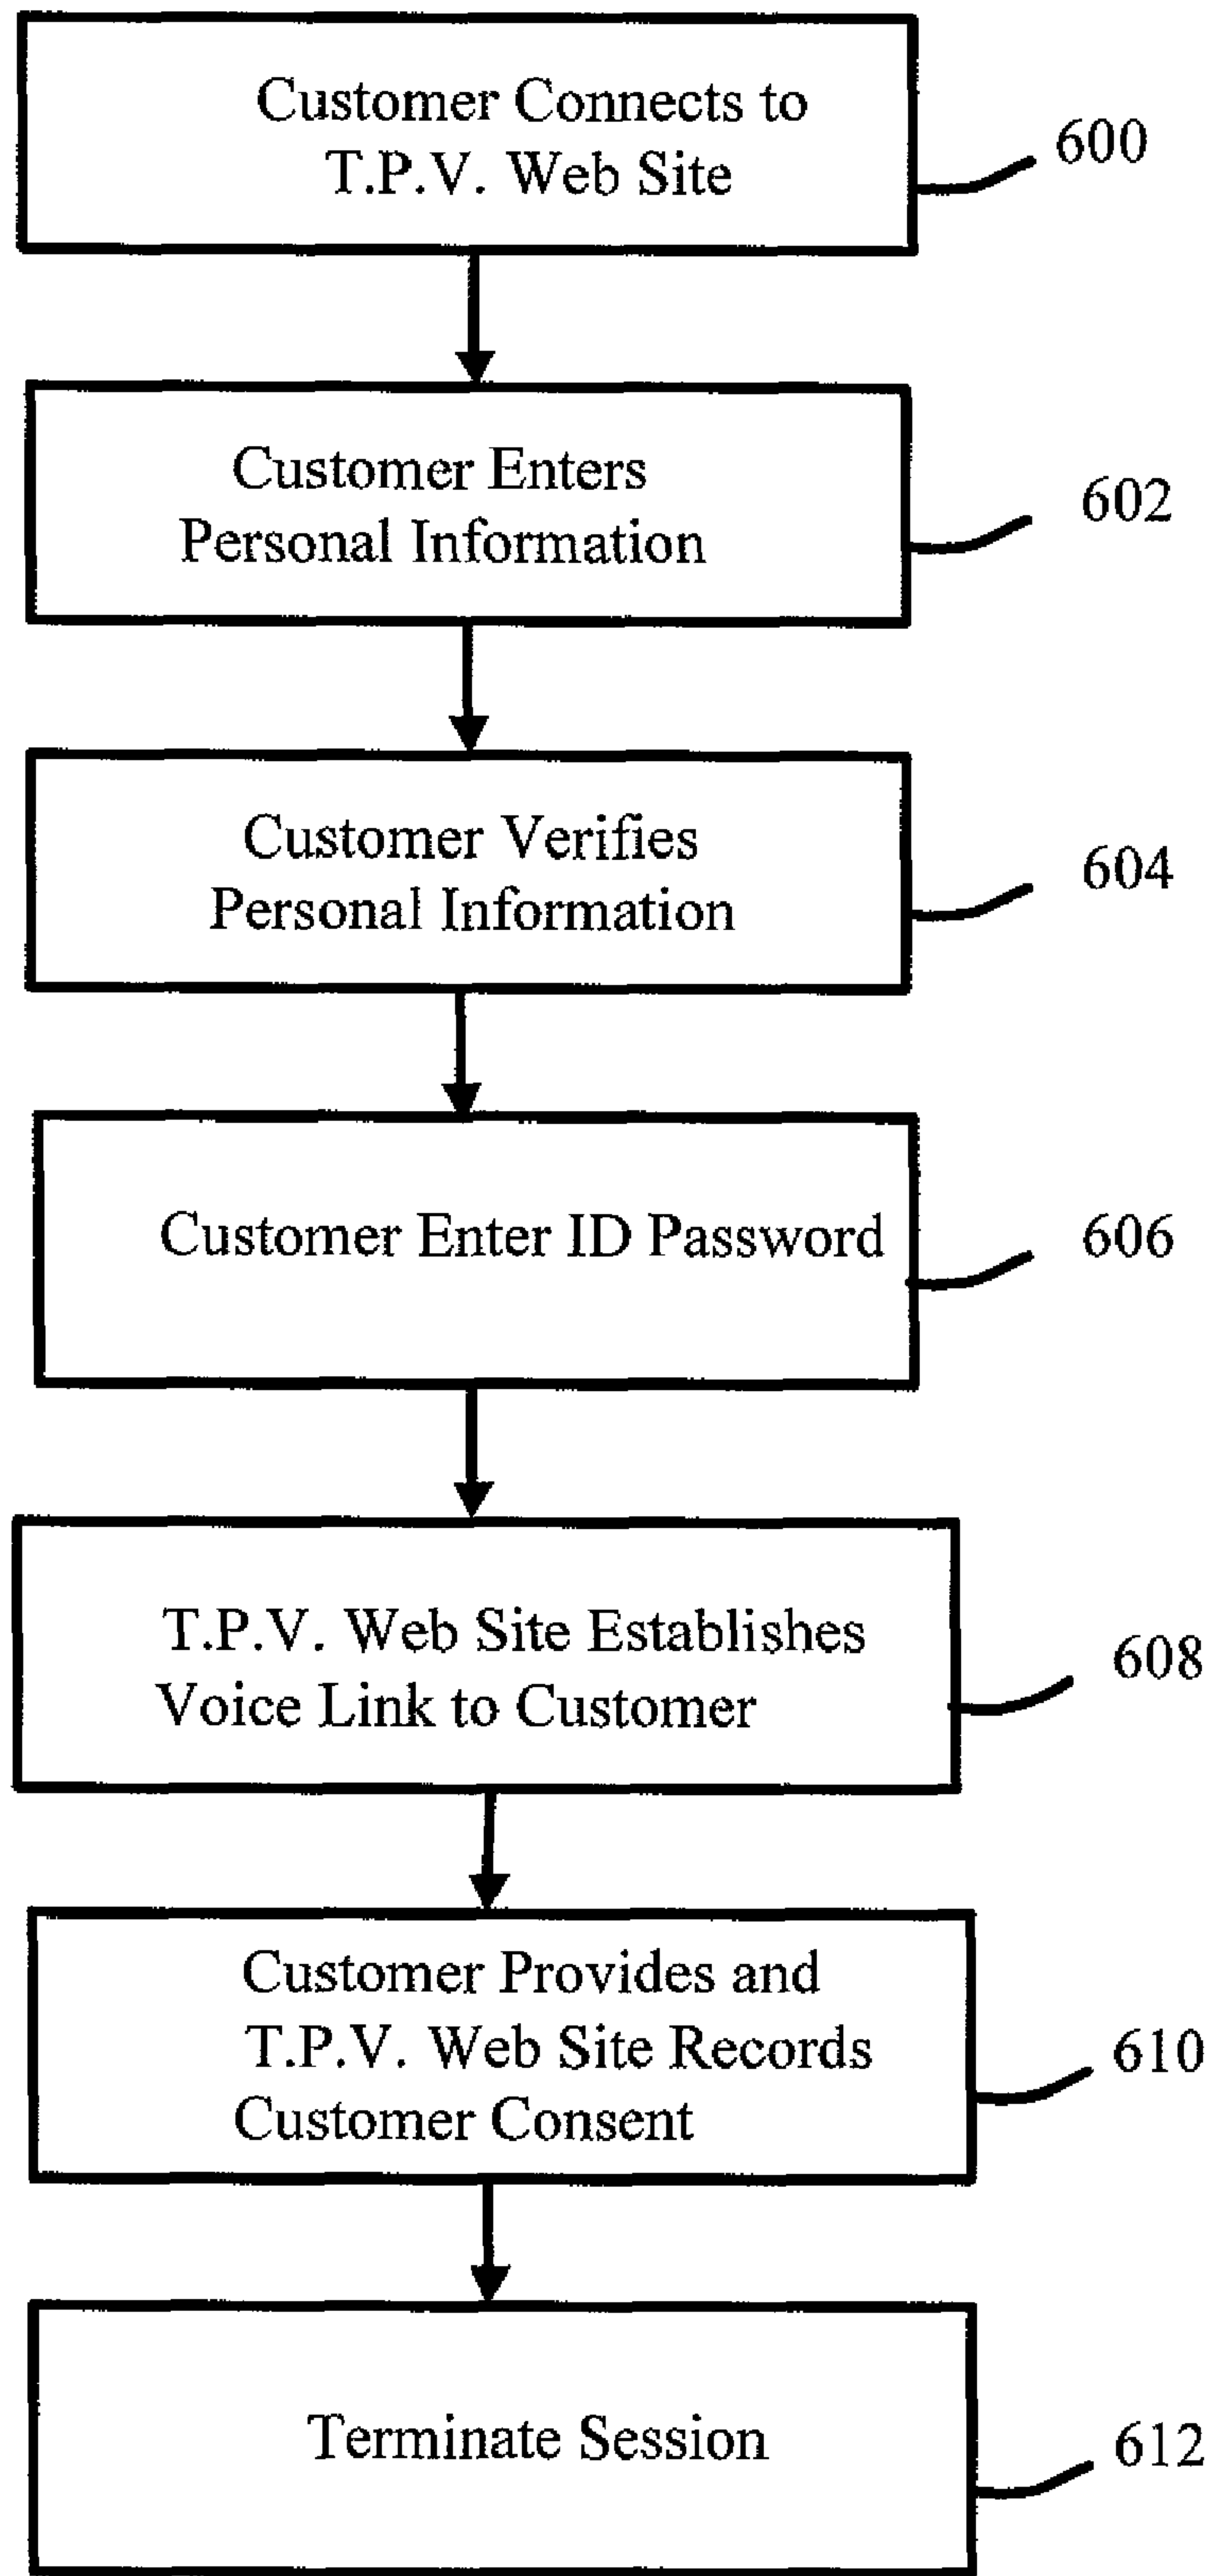 Customer Connects to
T.P.V. Web Site
600
Customer Enters
Personal Information
602
Customer Verifies
Personal Information
604
Customer Enter ID Password
606
T.P.V. Web Site Establishes
Voice Link to Customer
608
Customer Provides and
T.P.V. Web Site Records
Customer Consent
610
Terminate Session
612